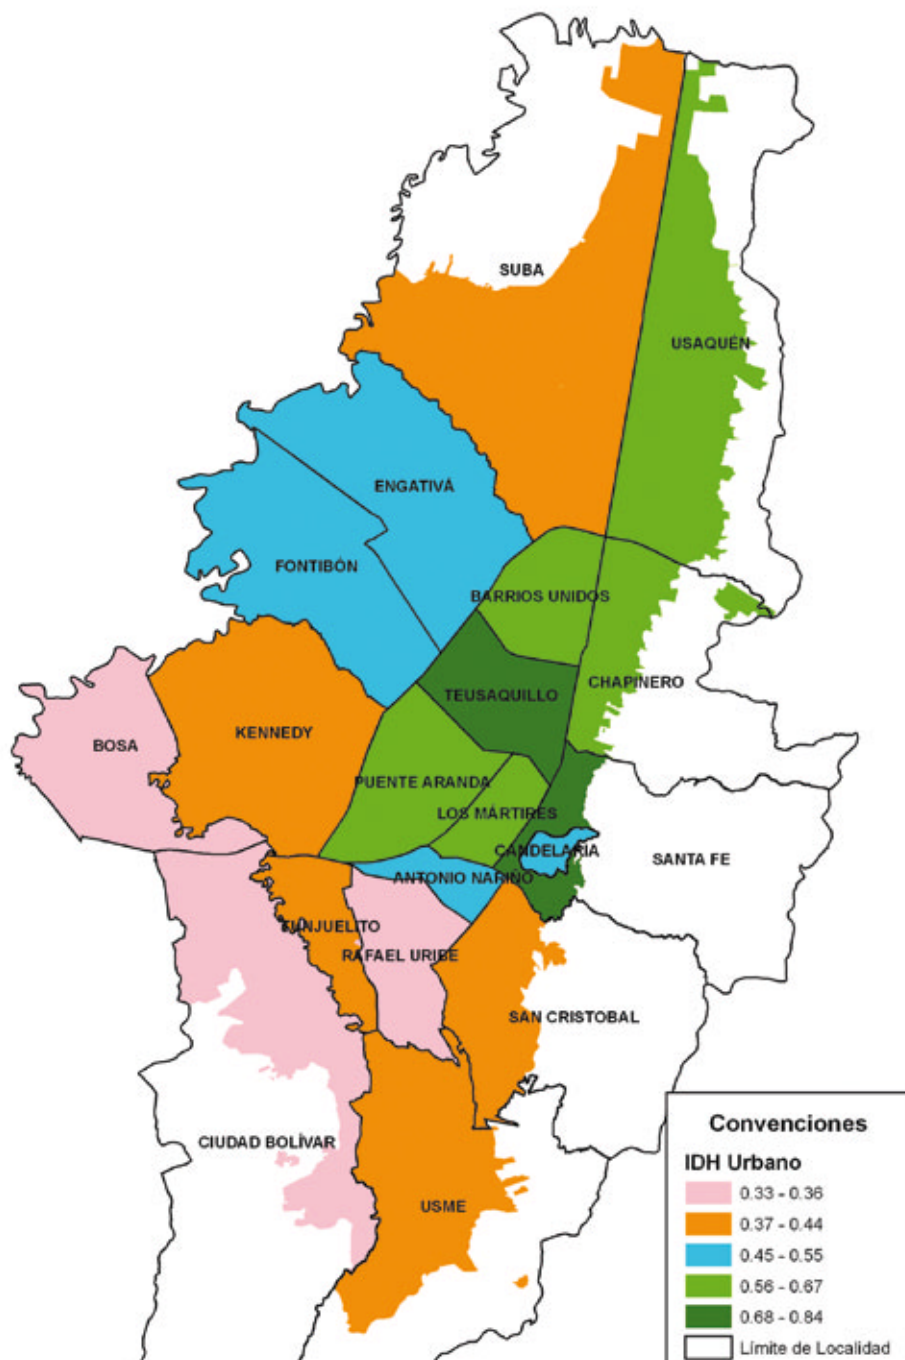 SUBA
USAQUÉN
ENGATIVÁ
FONTIBÓN
BARRIOS UNIDOS
CHAPINERO
TEUSAQUILLO
KENNEDY
BOSA
PUENTE ARANDA
LOS MÁRTIRES
CANDELARIA
SANTA FE
ANTONIO NARIÑO
TUNJUELITO
RAFAEL URIBE
SAN CRISTOBAL
CIUDAD BOLÍVAR
USME
Convenciones
IDH Urbano
0.33 - 0.36
0.37 - 0.44
0.45 - 0.55
0.56 - 0.67
0.68 - 0.84
Límite de Localidad